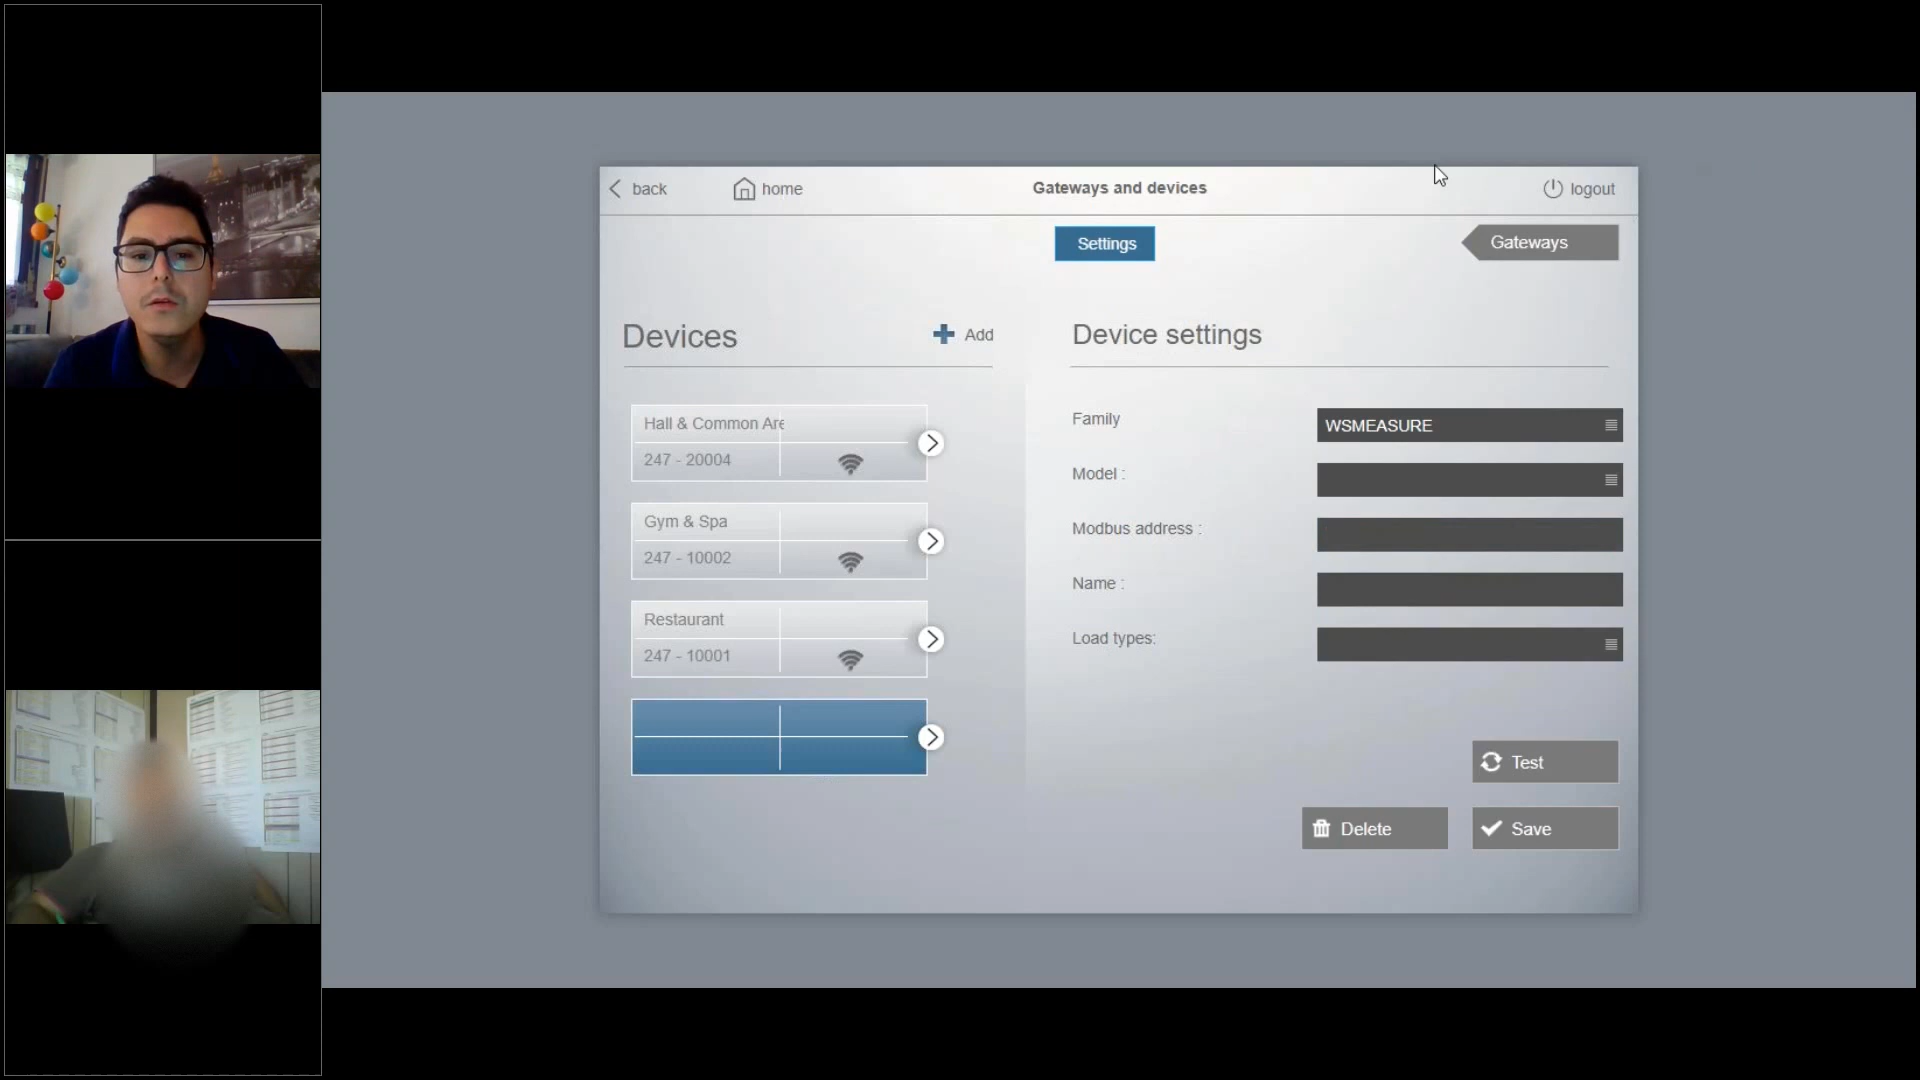 back
home
Gateways and devices
logout
Settings
Gateways
Devices
Add
Hall & Common Are
247 - 20004
Gym & Spa
247 - 10002
Restaurant
247 - 10001
Device settings
Family
WSMEASURE
Model :
Modbus address :
Name :
Load types:
Test
Delete
Save